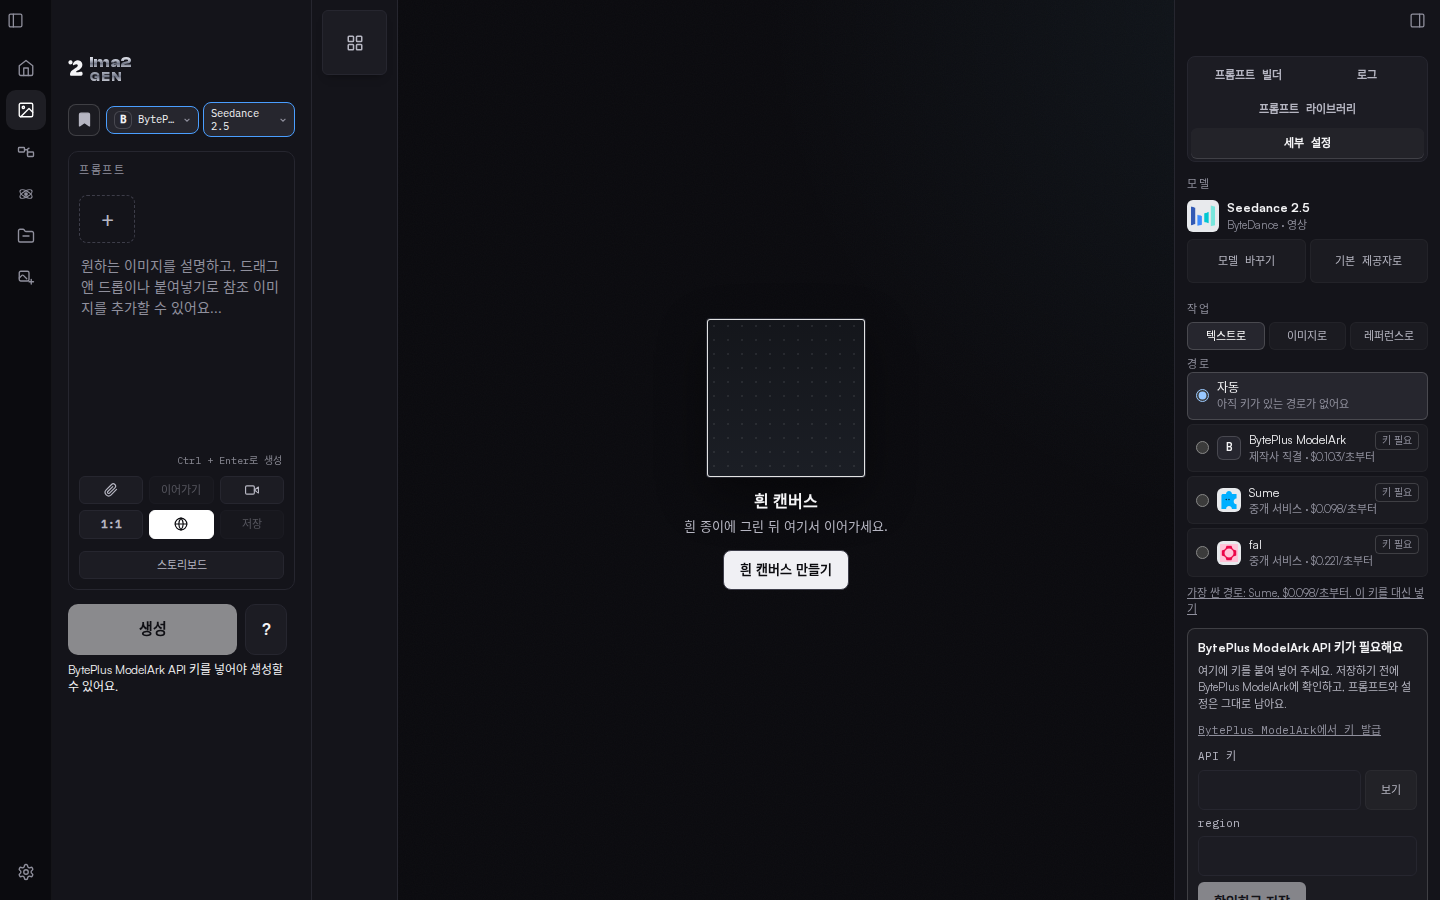 Ima2
GEN
B BytePl…
Seedance
2.5
프롬프트
+
원하는 이미지를 설명하고, 드래그
앤 드롭이나 붙여넣기로 참조 이미
지를 추가할 수 있어요...
Ctrl + Enter로 생성
이어가기
1:1
저장
스토리보드
생성
?
BytePlus ModelArk API 키를 넣어야 생성할
수 있어요.
흰 캔버스
흰 종이에 그린 뒤 여기서 이어가세요.
흰 캔버스 만들기
프롬프트 빌더
로그
프롬프트 라이브러리
세부 설정
모델
Seedance 2.5
ByteDance • 영상
모델 바꾸기
기본 제공자로
작업
텍스트로
이미지로
레퍼런스로
경로
자동
아직 키가 있는 경로가 없어요
B
BytePlus ModelArk
키 필요
제작사 직결 • $0.103/초부터
Sume
키 필요
중개 서비스 • $0.098/초부터
fal
키 필요
중개 서비스 • $0.221/초부터
가장 싼 경로: Sume, $0.098/초부터. 이 키를 대신 넣
기
BytePlus ModelArk API 키가 필요해요
여기에 키를 붙여 넣어 주세요. 저장하기 전에
BytePlus ModelArk에 확인하고, 프롬프트와 설
정은 그대로 남아요.
BytePlus ModelArk에서 키 발급
API 키
보기
region
확인하고 저장